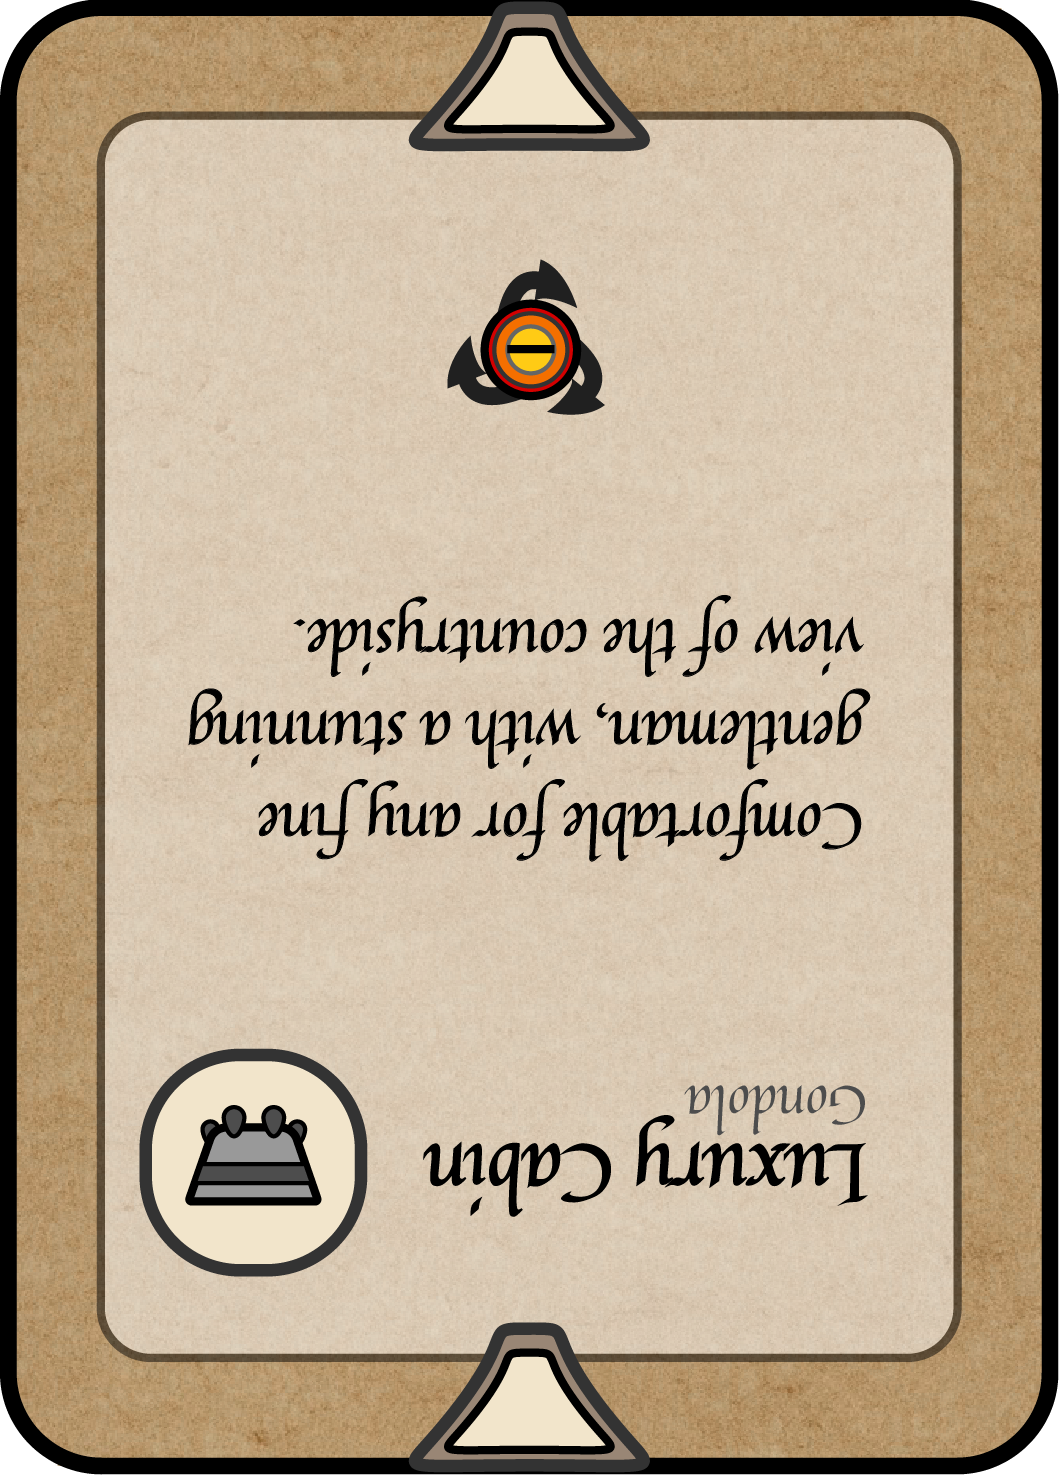 Luxury Cabin
Gondola
Comfortable for any fine
gentleman, with a stunning
view of the countryside.